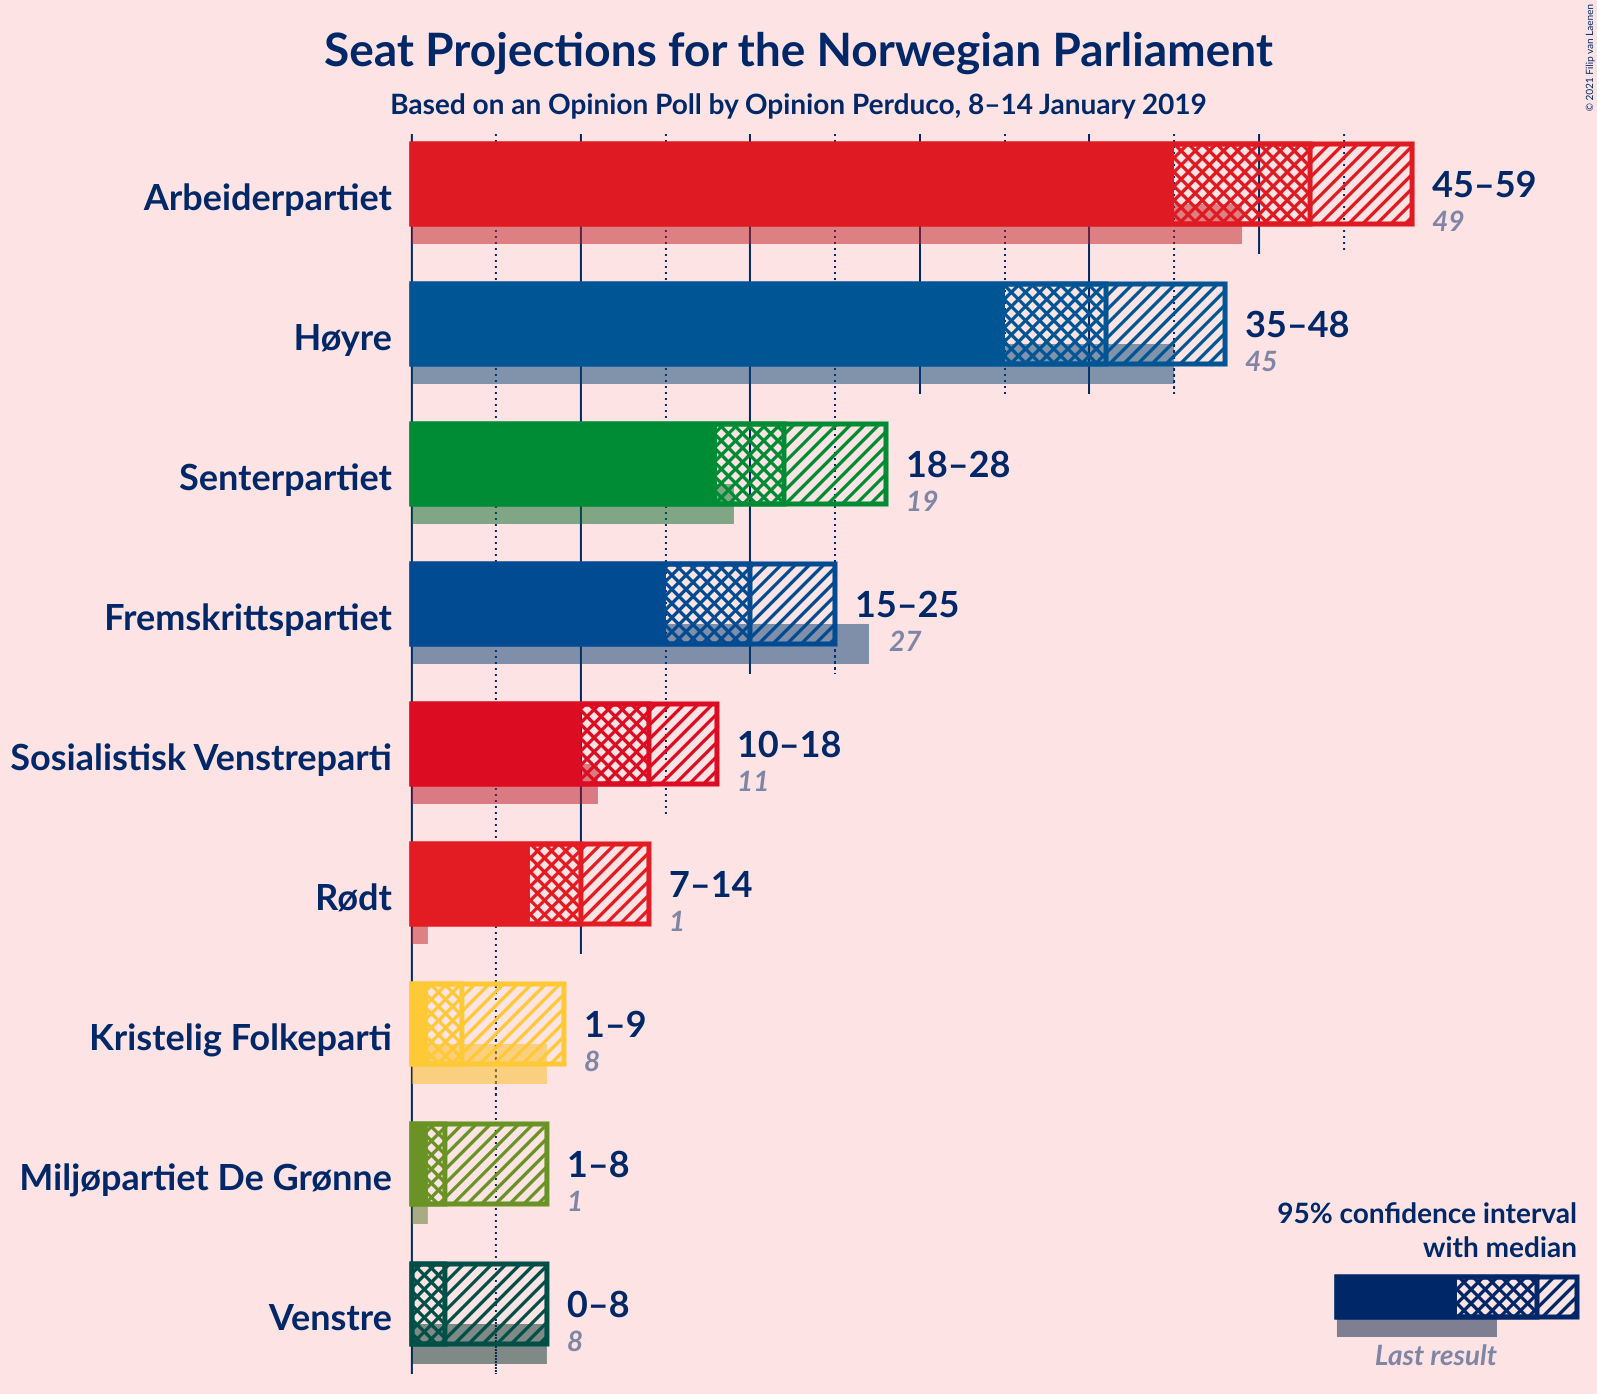 Seat Projections for the Norwegian Parliament
Based on an Opinion Poll by Opinion Perduco, 8–14 January 2019
© 2021 Filip van Laenen
Arbeiderpartiet
45–59
49
Høyre
35–48
45
Senterpartiet
18–28
19
Fremskrittspartiet
15–25
27
Sosialistisk Venstreparti
10–18
11
Rødt
7–14
1
Kristelig Folkeparti
1–9
8
Miljøpartiet De Grønne
1–8
1
Venstre
0–8
8
95% confidence interval
with median
Last result